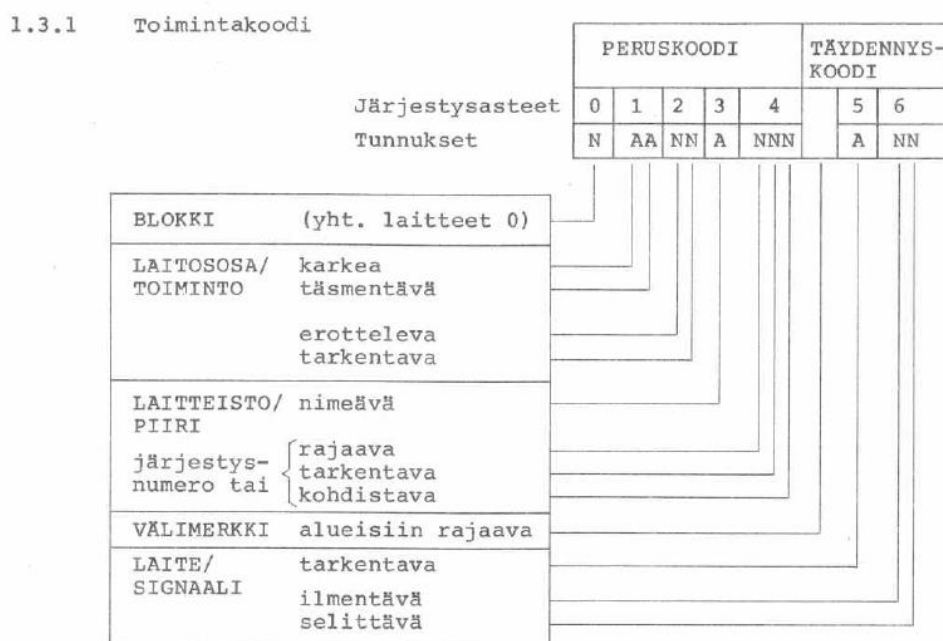 1.3.1 Toimintakoodi
PERUSKOODI TÄYDENNYS-
KOODI
Järjestysasteet 0 1 2 3 4 5 6
Tunnukset N AA NN A NNN A NN
BLOKKI (yht. laitteet 0)
LAITOSOSA/ karkea
TOIMINTO täsmentävä
erotteleva
tarkentava
LAITTEISTO/ nimeävä
PIIRI
rajaava
järjestys- tarkentava
numero tai kohdistava
VÄLIMERKKI alueisiin rajaava
LAITE/ tarkentava
SIGNAALI
ilmentävä
selittävä